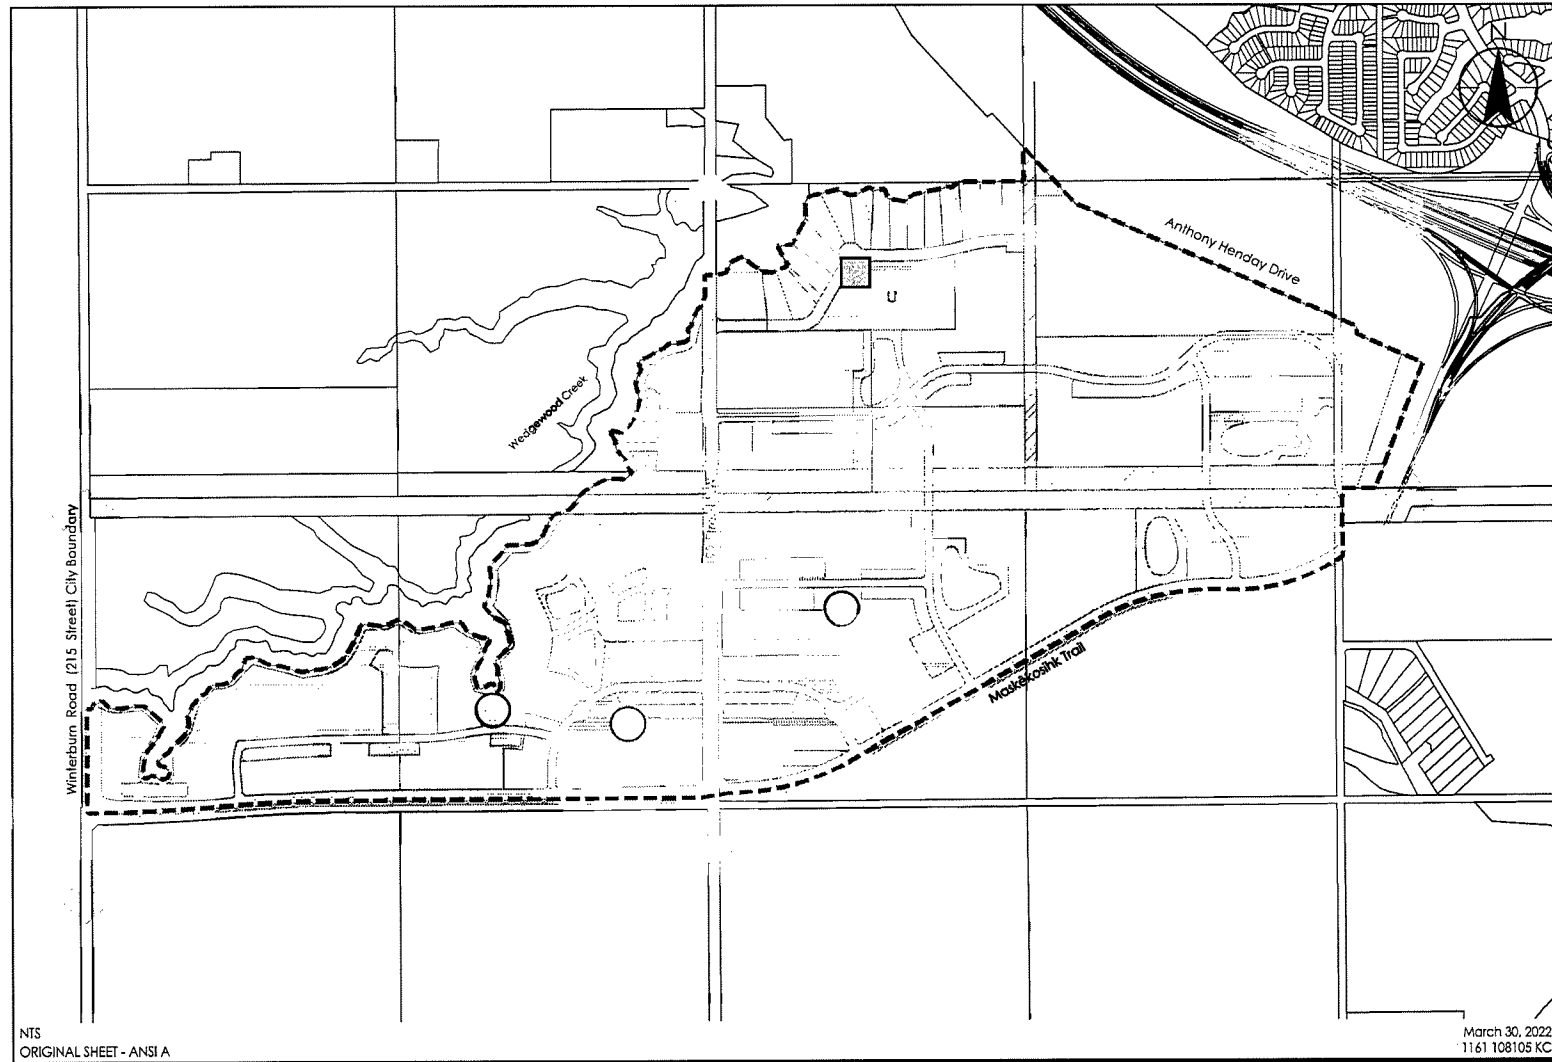 N
Anthony Henday Drive
U
Wedgewood Creek
Winterburn Road (215 Street) City Boundary
Maskêkosihk Trail
NTS
ORIGINAL SHEET - ANSI A
March 30, 2022
1161 108105 KC